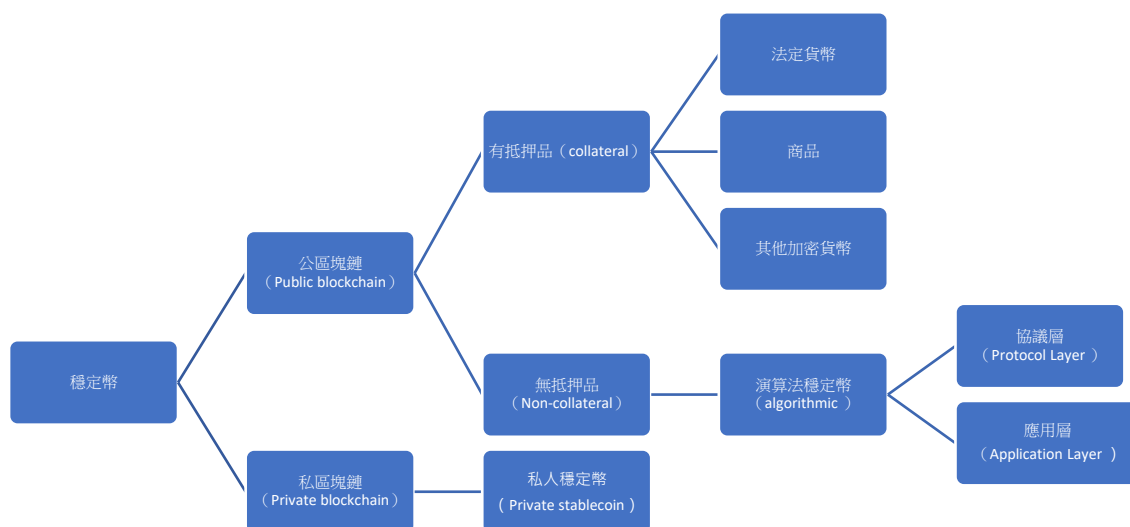 法定貨幣
有抵押品（collateral）
商品
其他加密貨幣
公區塊鏈
（Public blockchain）
穩定幣
無抵押品
（Non-collateral）
演算法穩定幣
（algorithmic ）
協議層
（Protocol Layer ）
應用層
（Application Layer ）
私區塊鏈
（Private blockchain）
私人穩定幣
（Private stablecoin ）